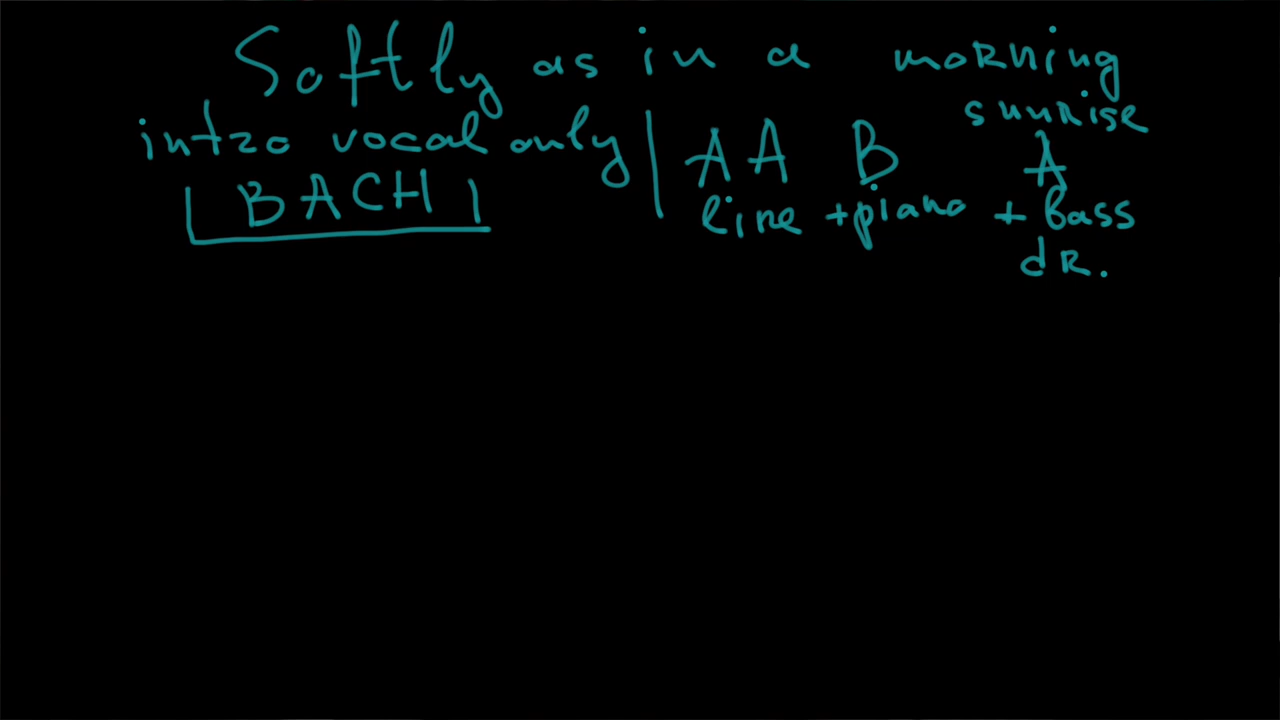 Softly as in a morning
sunrise
intro vocal only | A A B A
[ BACH ] line + piano + bass
dr.